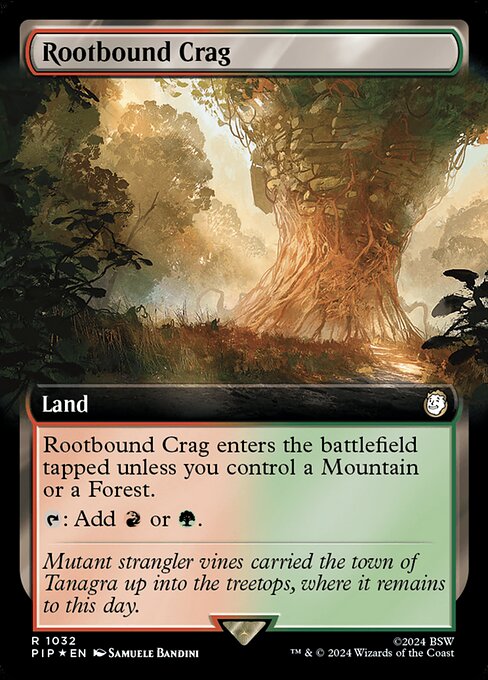 Rootbound Crag
Land
Rootbound Crag enters the battlefield
tapped unless you control a Mountain
or a Forest.
: Add or .
Mutant strangler vines carried the town of
Tanagra up into the treetops, where it remains
to this day.
R 1032
PIP ★ EN Samuele Bandini
©2024 BSW
™ & © 2024 Wizards of the Coast